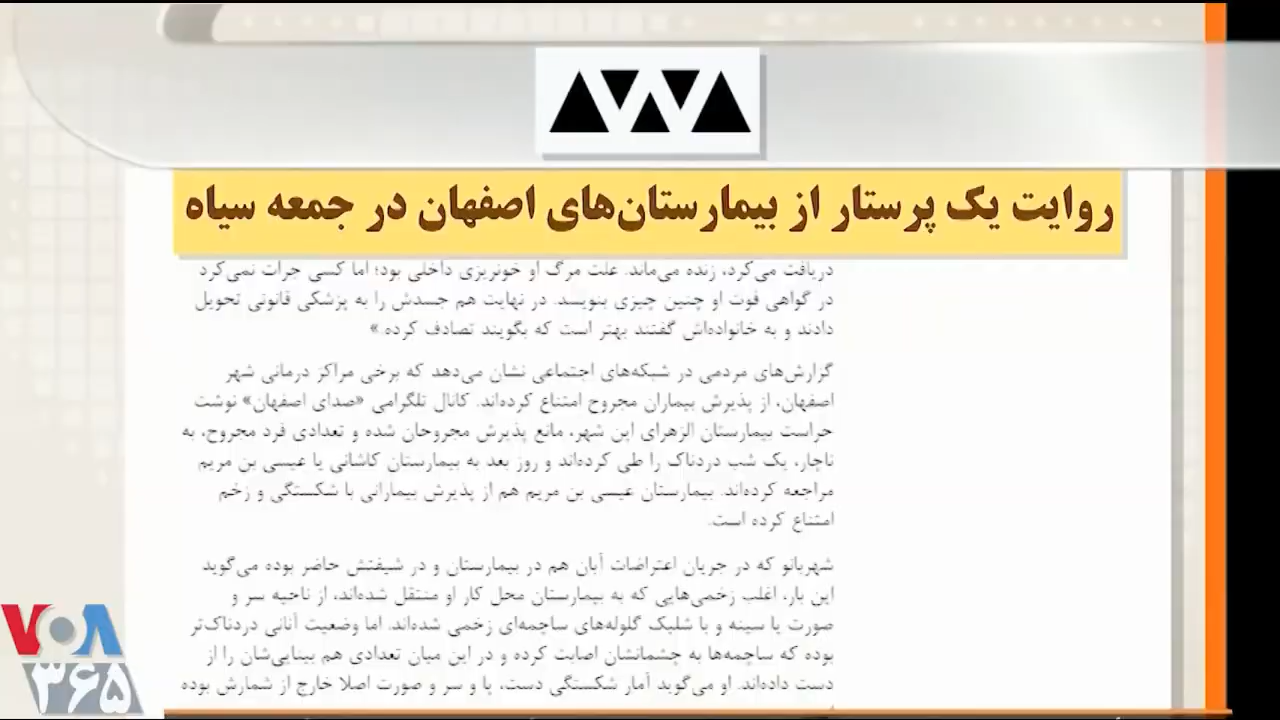 روایت یک پرستار از بیمارستان‌های اصفهان در جمعه سیاه
دریافت می‌کرد، زنده می‌ماند. علت مرگ او خونریزی داخلی بود؛ اما کسی جرات نمی‌کرد
در گواهی فوت او چنین چیزی بنویسد. در نهایت هم جسدش را به پزشکی قانونی تحویل
دادند و به خانواده‌اش گفتند بهتر است که بگویند تصادف کرده.»
گزارش‌های مردمی در شبکه‌های اجتماعی نشان می‌دهد که برخی مراکز درمانی شهر
اصفهان، از پذیرش بیماران مجروح امتناع کرده‌اند. کانال تلگرامی «صدای اصفهان» نوشت
حراست بیمارستان الزهرای این شهر، مانع پذیرش مجروحان شده و تعدادی فرد مجروح، به
ناچار، یک شب دردناک را طی کرده‌اند و روز بعد به بیمارستان کاشانی یا عیسی بن مریم
مراجعه کرده‌اند. بیمارستان عیسی بن مریم هم از پذیرش بیمارانی با شکستگی و زخم
امتناع کرده است.
شهربانو که در جریان اعتراضات آبان هم در بیمارستان و در شیفتش حاضر بوده می‌گوید
این بار، اغلب زخمی‌هایی که به بیمارستان محل کار او منتقل شده‌اند، از ناحیه سر و
صورت یا سینه و با شلیک گلوله‌های ساچمه‌ای زخمی شده‌اند. اما وضعیت آنانی دردناک‌تر
بوده که ساچمه‌ها به چشمانشان اصابت کرده و در این میان تعدادی هم بینایی‌شان را از
دست داده‌اند. او می‌گوید آمار شکستگی دست، پا و سر و صورت اصلا خارج از شمارش بوده
VOA
۳۶۵